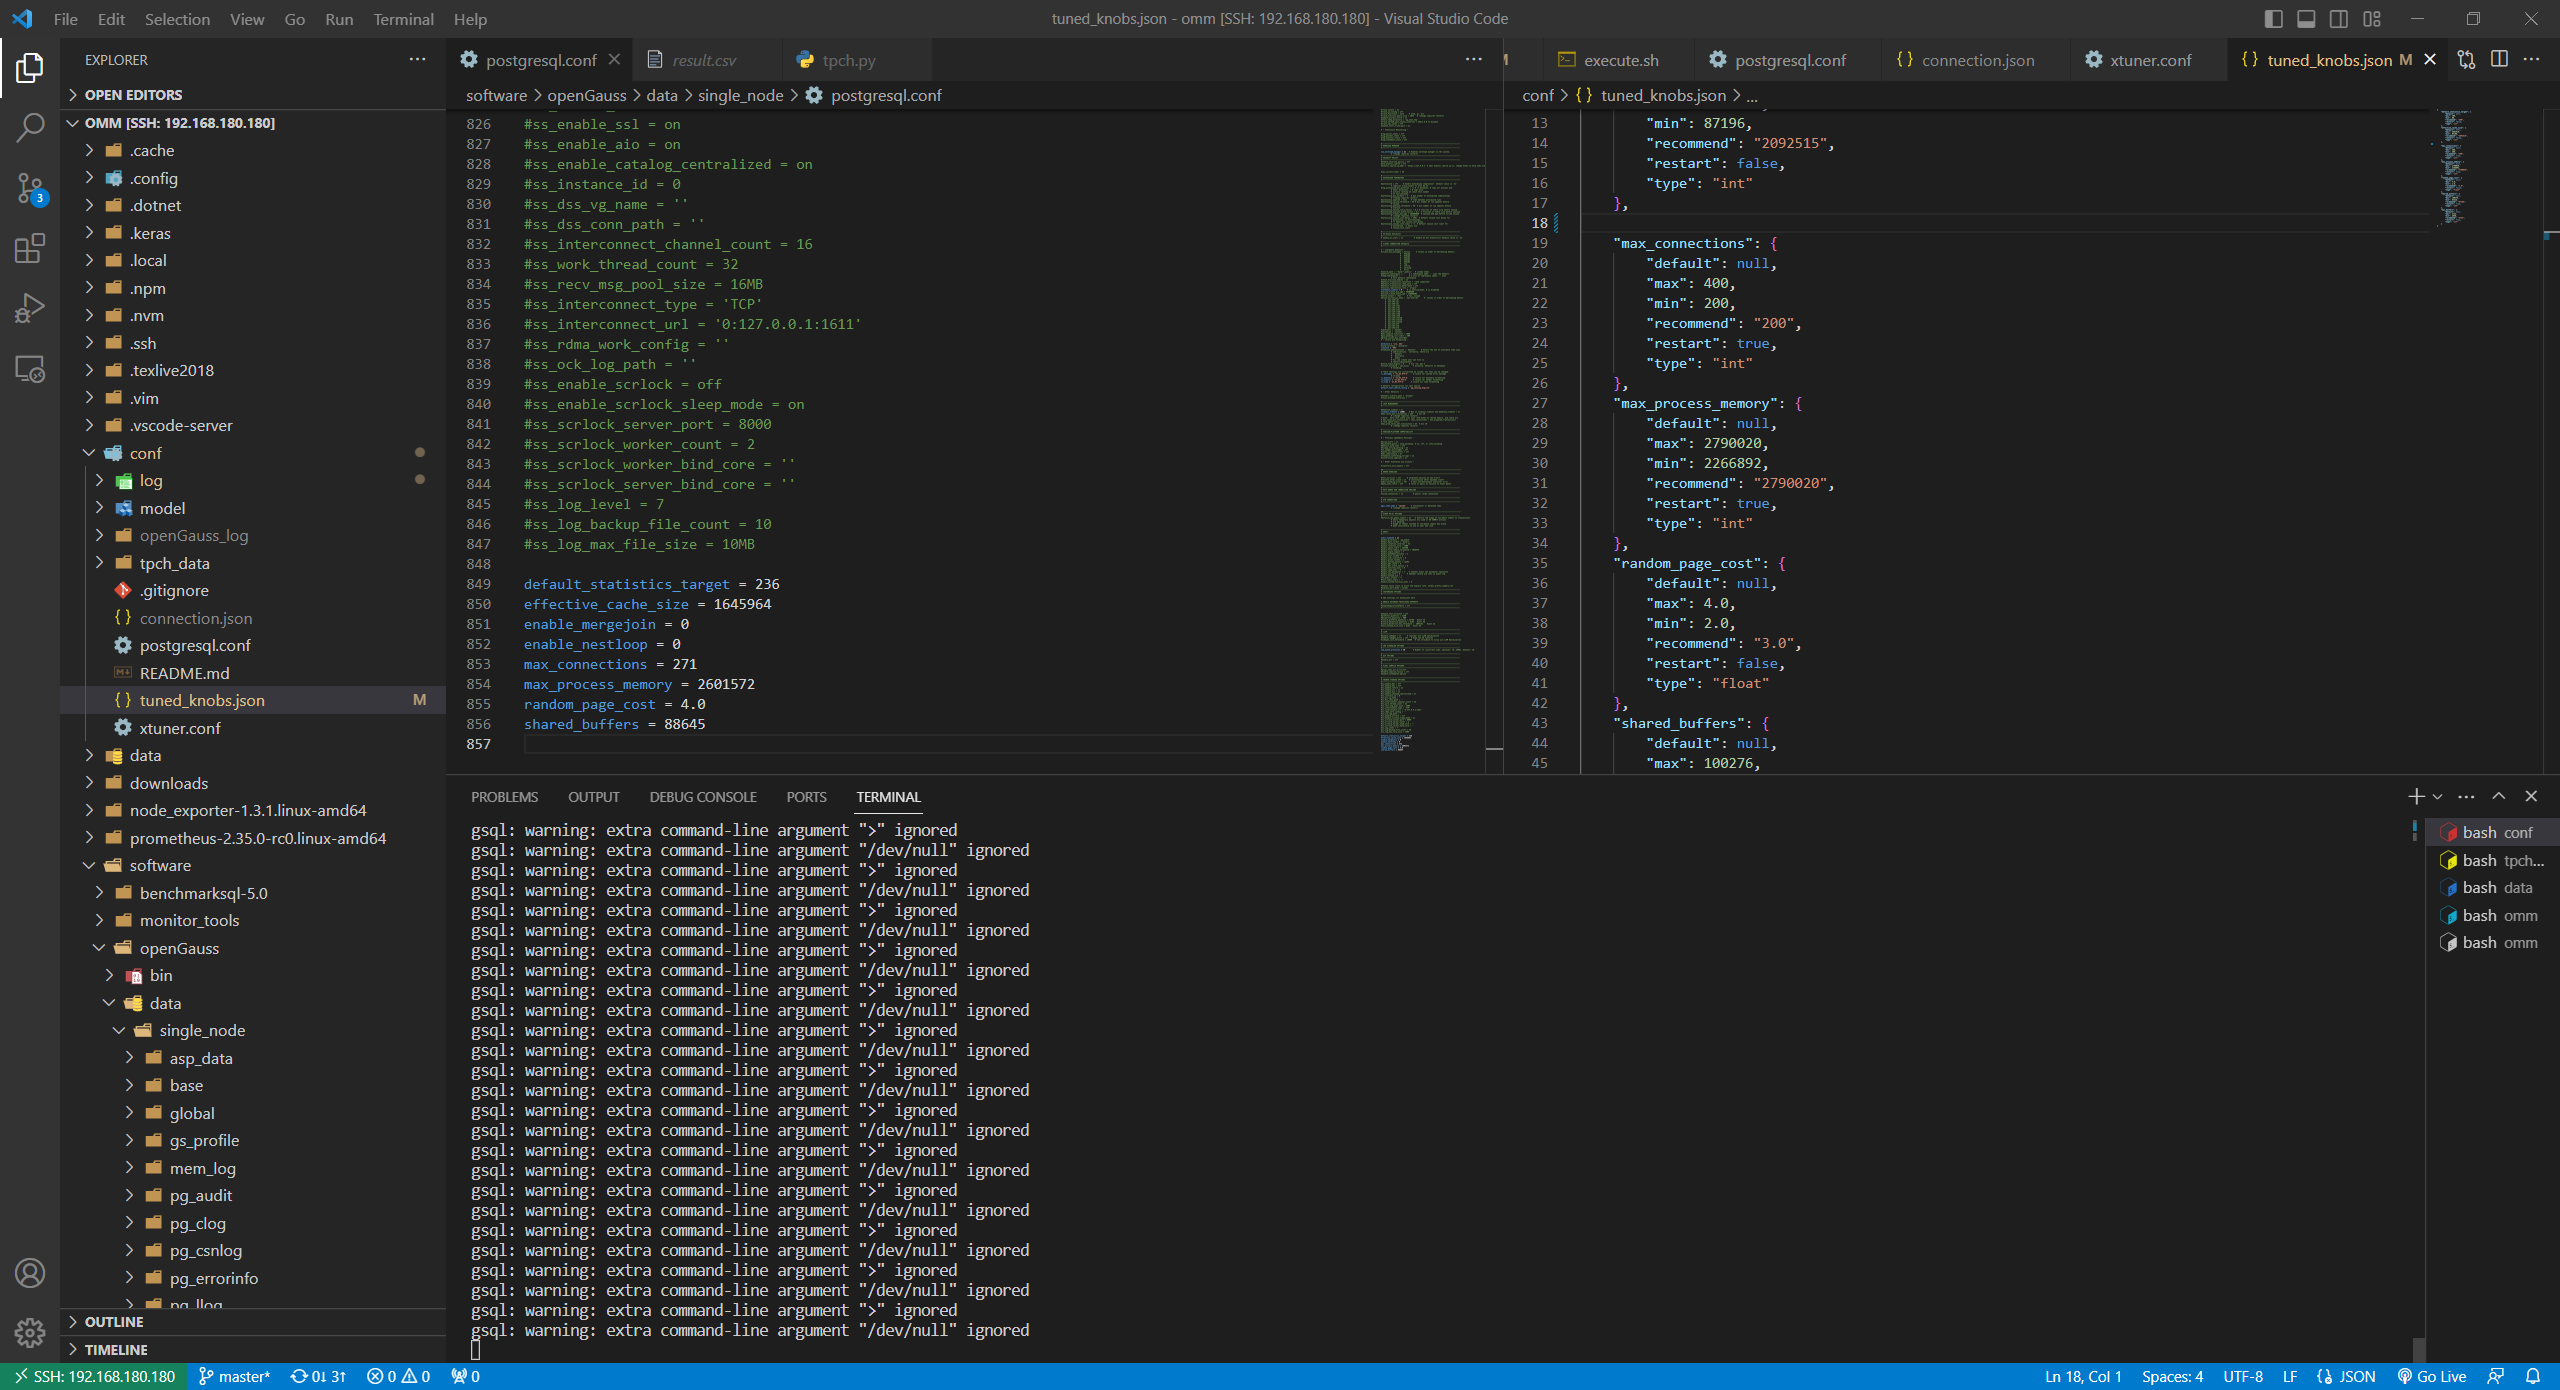 File Edit Selection View Go Run Terminal Help
tuned_knobs.json - omm [SSH: 192.168.180.180] - Visual Studio Code
EXPLORER
OPEN EDITORS
OMM [SSH: 192.168.180.180]
.cache
.config
.dotnet
.keras
.local
.npm
.nvm
.ssh
.texlive2018
.vim
.vscode-server
conf
log
model
openGauss_log
tpch_data
.gitignore
connection.json
postgresql.conf
README.md
tuned_knobs.json M
xtuner.conf
data
downloads
node_exporter-1.3.1.linux-amd64
prometheus-2.35.0-rc0.linux-amd64
software
benchmarksql-5.0
monitor_tools
openGauss
bin
data
single_node
asp_data
base
global
gs_profile
mem_log
pg_audit
pg_clog
pg_csnlog
pg_errorinfo
OUTLINE
TIMELINE
3
postgresql.conf result.csv tpch.py
software > openGauss > data > single_node > postgresql.conf
826 #ss_enable_ssl = on
827 #ss_enable_aio = on
828 #ss_enable_catalog_centralized = on
829 #ss_instance_id = 0
830 #ss_dss_vg_name = ''
831 #ss_dss_conn_path = ''
832 #ss_interconnect_channel_count = 16
833 #ss_work_thread_count = 32
834 #ss_recv_msg_pool_size = 16MB
835 #ss_interconnect_type = 'TCP'
836 #ss_interconnect_url = '0:127.0.0.1:1611'
837 #ss_rdma_work_config = ''
838 #ss_ock_log_path = ''
839 #ss_enable_scrlock = off
840 #ss_enable_scrlock_sleep_mode = on
841 #ss_scrlock_server_port = 8000
842 #ss_scrlock_worker_count = 2
843 #ss_scrlock_worker_bind_core = ''
844 #ss_scrlock_server_bind_core = ''
845 #ss_log_level = 7
846 #ss_log_backup_file_count = 10
847 #ss_log_max_file_size = 10MB
848
849 default_statistics_target = 236
850 effective_cache_size = 1645964
851 enable_mergejoin = 0
852 enable_nestloop = 0
853 max_connections = 271
854 max_process_memory = 2601572
855 random_page_cost = 4.0
856 shared_buffers = 88645
857
execute.sh postgresql.conf connection.json xtuner.conf tuned_knobs.json M
conf > {} tuned_knobs.json > ...
13 "min": 87196,
14 "recommend": "2092515",
15 "restart": false,
16 "type": "int"
17 },
18
19 "max_connections": {
20 "default": null,
21 "max": 400,
22 "min": 200,
23 "recommend": "200",
24 "restart": true,
25 "type": "int"
26 },
27 "max_process_memory": {
28 "default": null,
29 "max": 2790020,
30 "min": 2266892,
31 "recommend": "2790020",
32 "restart": true,
33 "type": "int"
34 },
35 "random_page_cost": {
36 "default": null,
37 "max": 4.0,
38 "min": 2.0,
39 "recommend": "3.0",
40 "restart": false,
41 "type": "float"
42 },
43 "shared_buffers": {
44 "default": null,
45 "max": 100276,
PROBLEMS OUTPUT DEBUG CONSOLE PORTS TERMINAL
gsql: warning: extra command-line argument ">" ignored
gsql: warning: extra command-line argument "/dev/null" ignored
gsql: warning: extra command-line argument ">" ignored
gsql: warning: extra command-line argument "/dev/null" ignored
gsql: warning: extra command-line argument ">" ignored
gsql: warning: extra command-line argument "/dev/null" ignored
gsql: warning: extra command-line argument ">" ignored
gsql: warning: extra command-line argument "/dev/null" ignored
gsql: warning: extra command-line argument ">" ignored
gsql: warning: extra command-line argument "/dev/null" ignored
gsql: warning: extra command-line argument ">" ignored
gsql: warning: extra command-line argument "/dev/null" ignored
gsql: warning: extra command-line argument ">" ignored
gsql: warning: extra command-line argument "/dev/null" ignored
gsql: warning: extra command-line argument ">" ignored
gsql: warning: extra command-line argument "/dev/null" ignored
gsql: warning: extra command-line argument ">" ignored
gsql: warning: extra command-line argument "/dev/null" ignored
gsql: warning: extra command-line argument ">" ignored
gsql: warning: extra command-line argument "/dev/null" ignored
gsql: warning: extra command-line argument ">" ignored
gsql: warning: extra command-line argument "/dev/null" ignored
gsql: warning: extra command-line argument ">" ignored
gsql: warning: extra command-line argument "/dev/null" ignored
gsql: warning: extra command-line argument ">" ignored
gsql: warning: extra command-line argument "/dev/null" ignored
bash conf
bash tpch...
bash data
bash omm
bash omm
SSH: 192.168.180.180 master* 0↓ 3↑ 0 0 0
Ln 18, Col 1 Spaces: 4 UTF-8 LF {} JSON Go Live